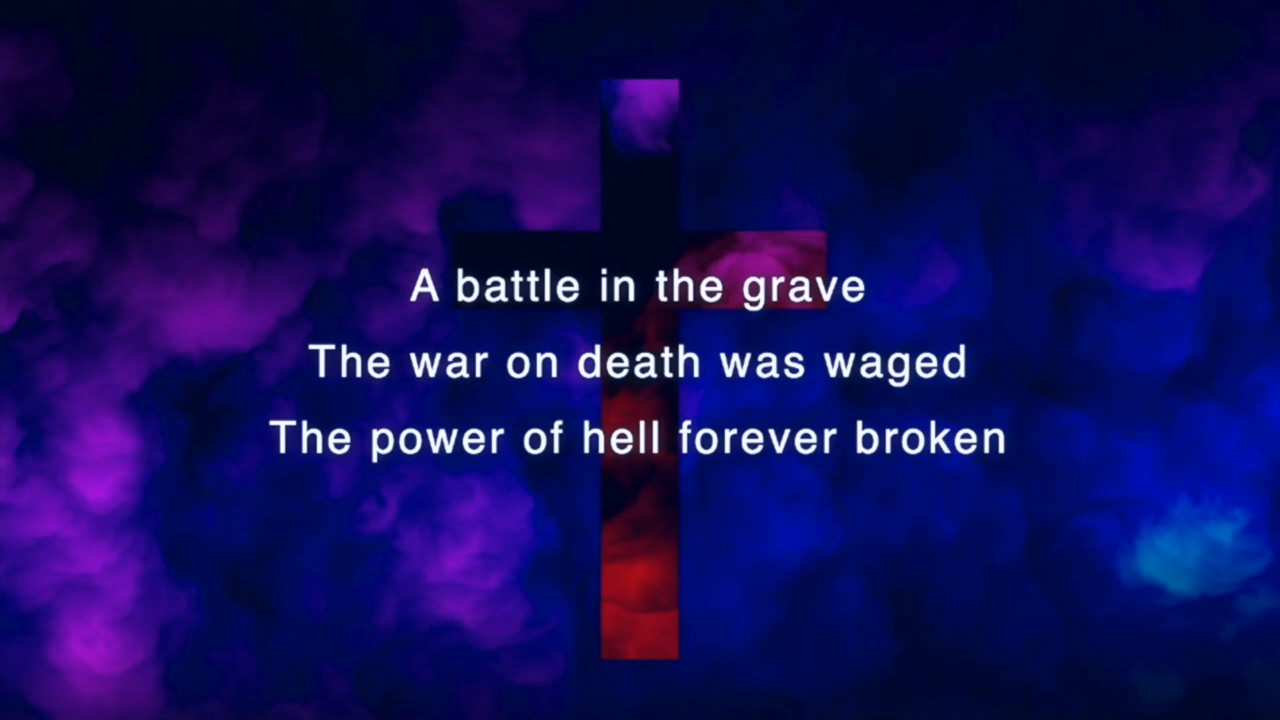 A battle in the grave
The war on death was waged
The power of hell forever broken